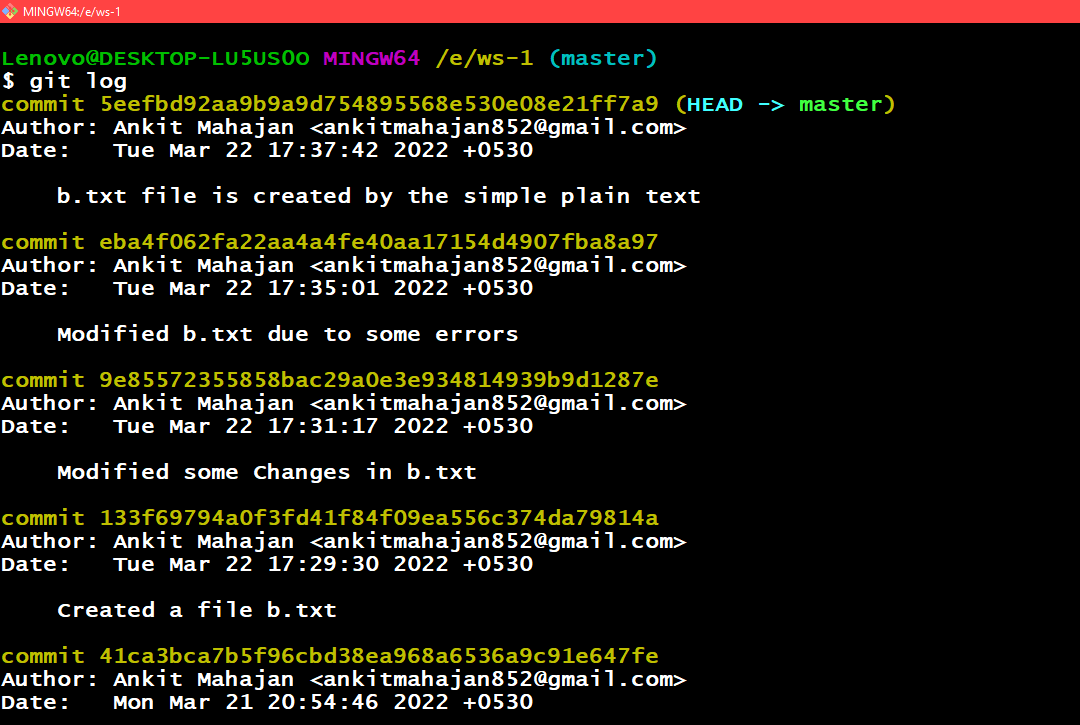 MINGW64:/e/ws-1
Lenovo@DESKTOP-LU5US0O MINGW64 /e/ws-1 (master)
$ git log
commit 5eefbd92aa9b9a9d754895568e530e08e21ff7a9 (HEAD -> master)
Author: Ankit Mahajan <ankitmahajan852@gmail.com>
Date:   Tue Mar 22 17:37:42 2022 +0530
    b.txt file is created by the simple plain text
commit eba4f062fa22aa4a4fe40aa17154d4907fba8a97
Author: Ankit Mahajan <ankitmahajan852@gmail.com>
Date:   Tue Mar 22 17:35:01 2022 +0530
    Modified b.txt due to some errors
commit 9e85572355858bac29a0e3e934814939b9d1287e
Author: Ankit Mahajan <ankitmahajan852@gmail.com>
Date:   Tue Mar 22 17:31:17 2022 +0530
    Modified some Changes in b.txt
commit 133f69794a0f3fd41f84f09ea556c374da79814a
Author: Ankit Mahajan <ankitmahajan852@gmail.com>
Date:   Tue Mar 22 17:29:30 2022 +0530
    Created a file b.txt
commit 41ca3bca7b5f96cbd38ea968a6536a9c91e647fe
Author: Ankit Mahajan <ankitmahajan852@gmail.com>
Date:   Mon Mar 21 20:54:46 2022 +0530